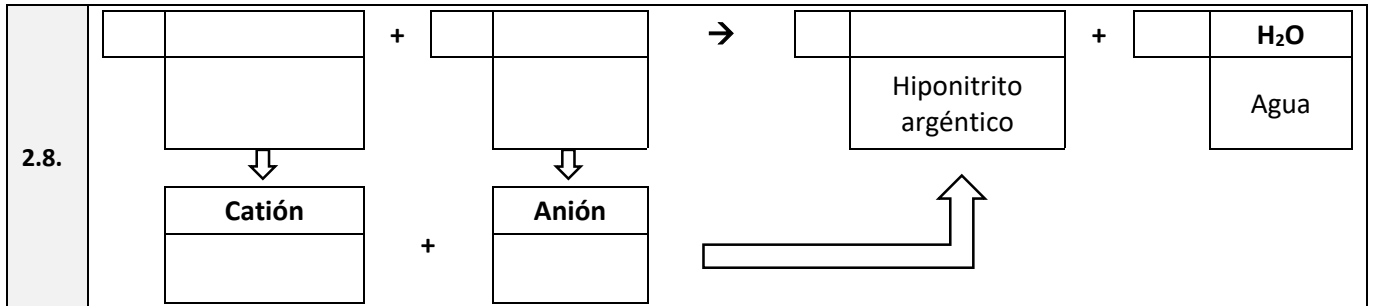 2.8.
+
→
+
H₂O
Hiponitrito
argéntico
Agua
Catión
+
Anión